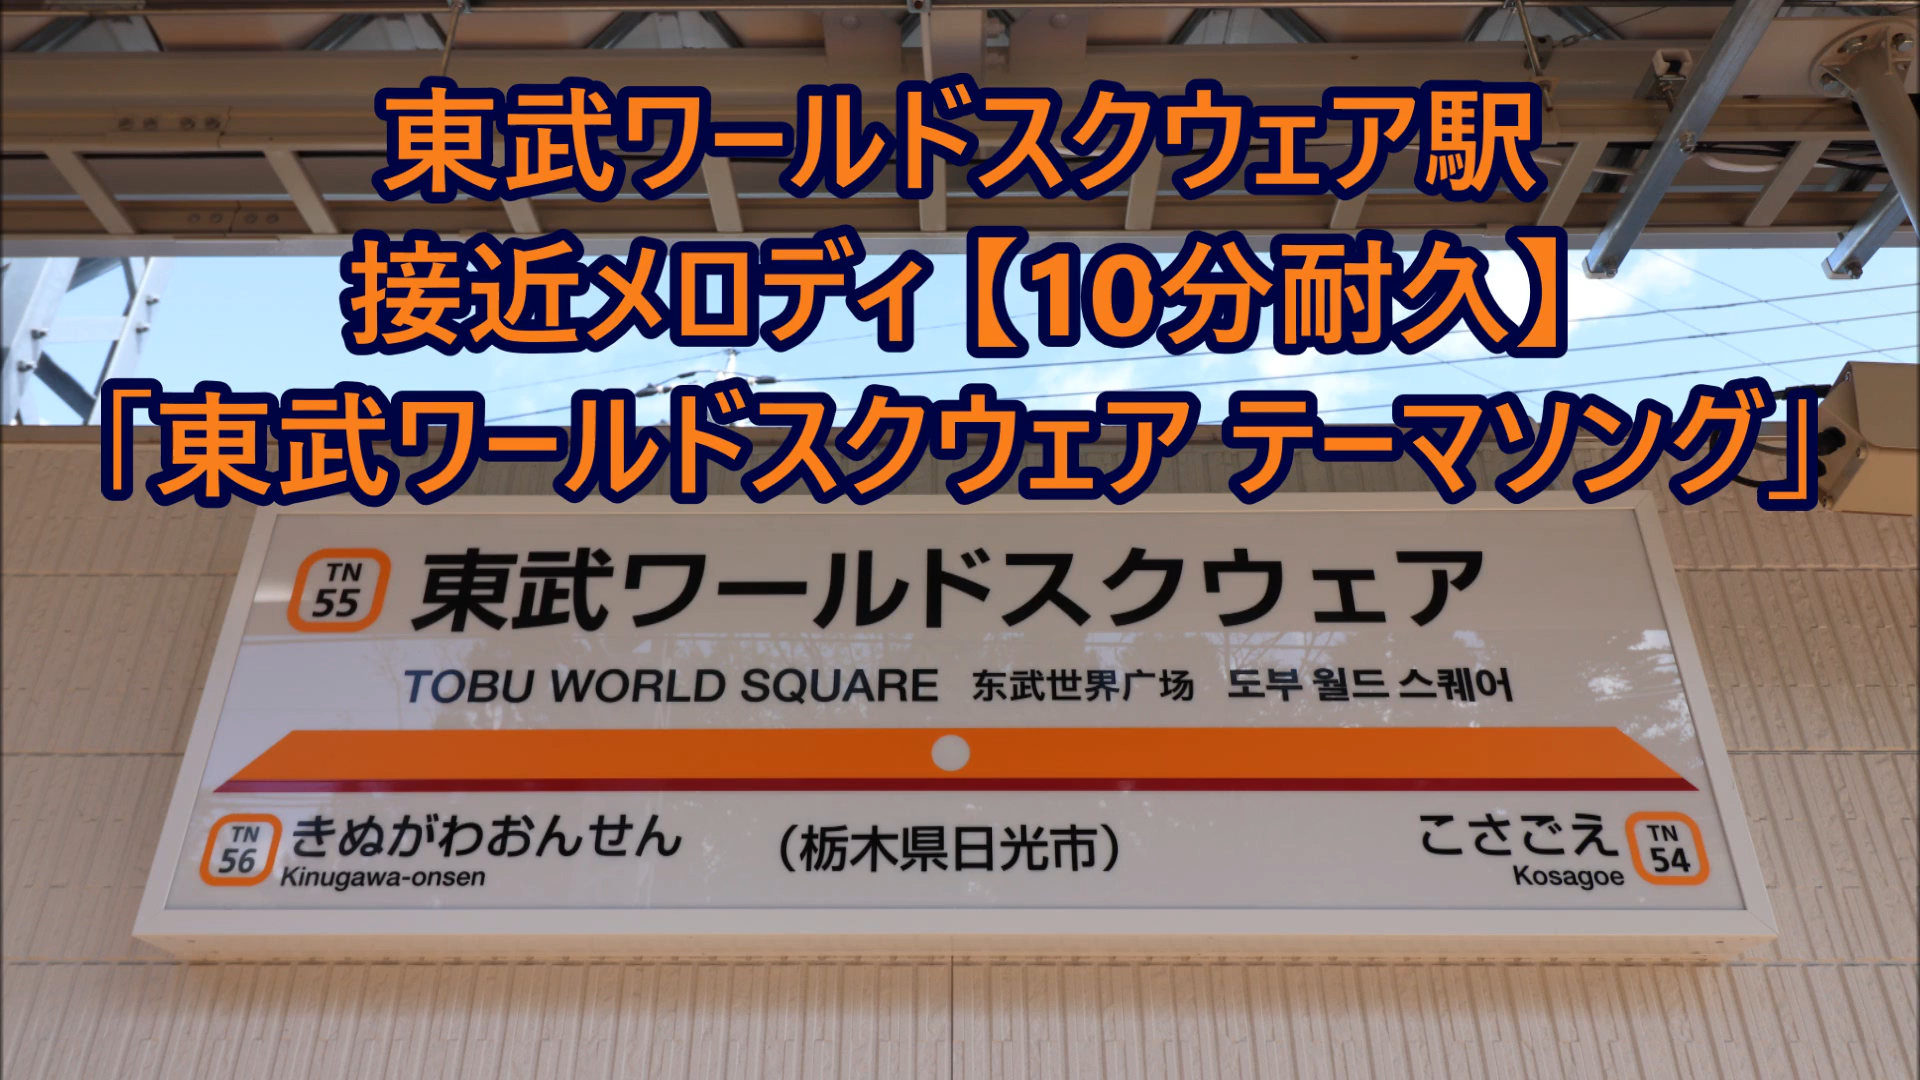 東武ワールドスクウェア駅
接近メロディ【10分耐久】
「東武ワールドスクウェア テーマソング」
TN
55
東武ワールドスクウェア
TOBU WORLD SQUARE 东武世界广场 도부 월드 스퀘어
TN
56
きぬがわおんせん
Kinugawa-onsen
（栃木県日光市）
こさごえ
Kosagoe
TN
54